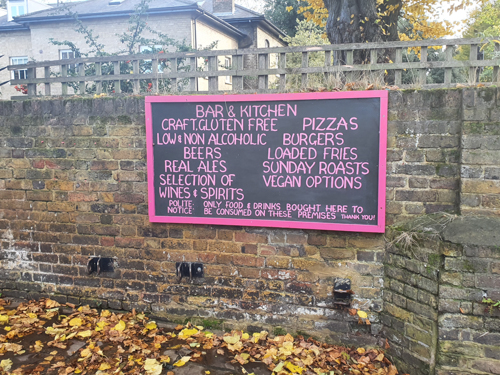 BAR & KITCHEN
CRAFT, GLUTEN FREE
LOW & NON ALCOHOLIC
BEERS
REAL ALES
SELECTION OF
WINES & SPIRITS
PIZZAS
BURGERS
LOADED FRIES
SUNDAY ROASTS
VEGAN OPTIONS
POLITE NOTICE' ONLY FOOD & DRINKS BOUGHT HERE TO
BE CONSUMED ON THESE PREMISES THANK YOU!